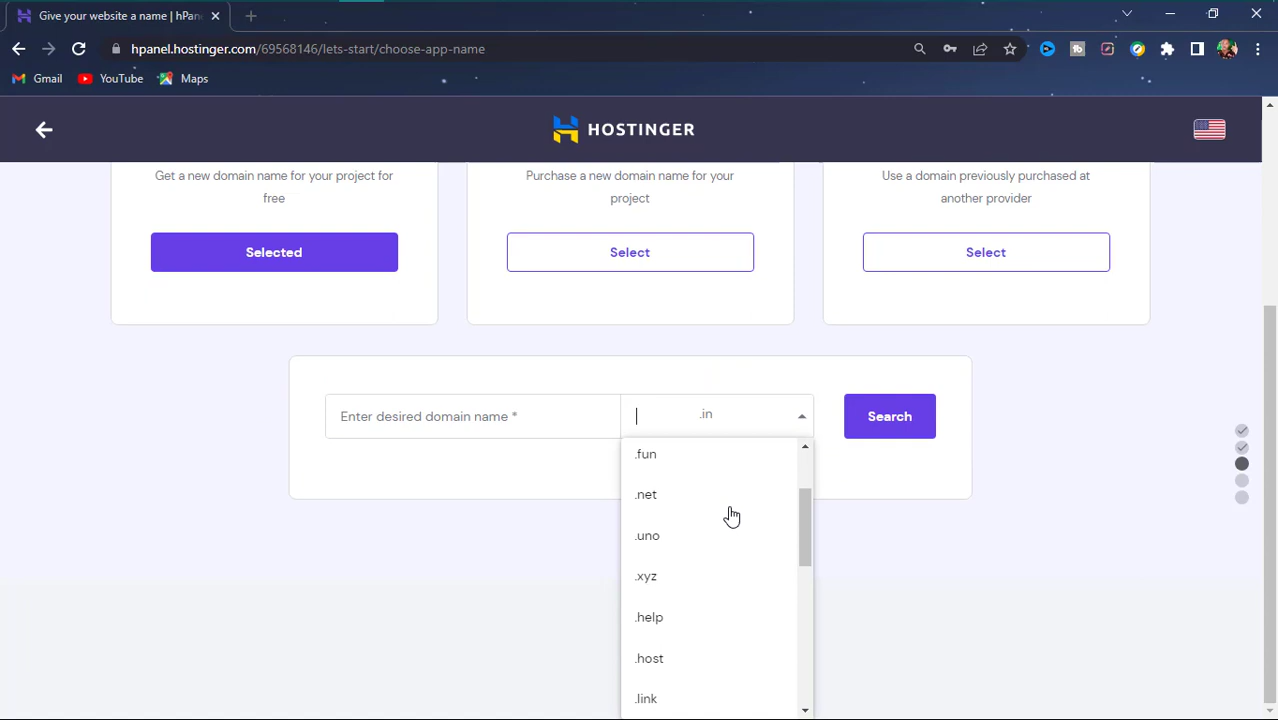 Give your website a name | hPane
hpanel.hostinger.com/69568146/lets-start/choose-app-name
Gmail
YouTube
Maps
HOSTINGER
Get a new domain name for your project for
free
Selected
Purchase a new domain name for your
project
Select
Use a domain previously purchased at
another provider
Select
Enter desired domain name *
.in
Search
.fun
.net
.uno
.xyz
.help
.host
.link